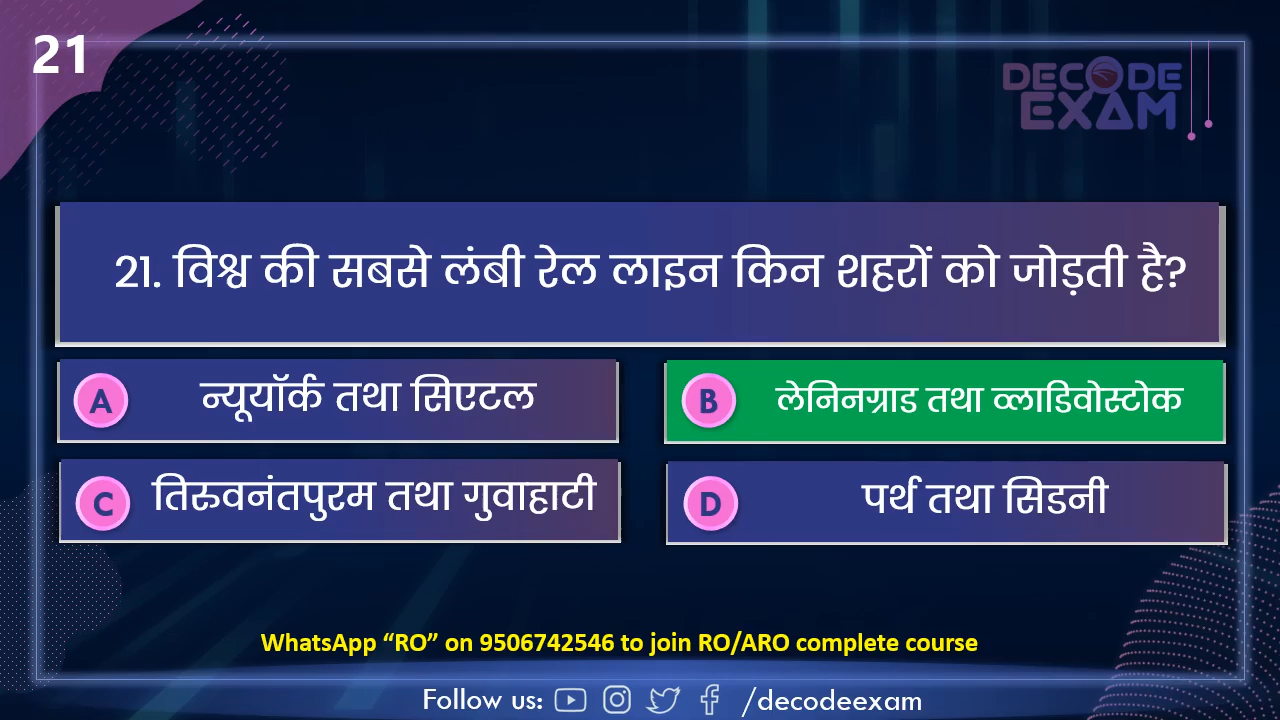 21
DECODE
EXAM
21. विश्व की सबसे लंबी रेल लाइन किन शहरों को जोड़ती है?
A न्यूयॉर्क तथा सिएटल
B लेनिनग्राड तथा व्लाडिवोस्टोक
C तिरुवनंतपुरम तथा गुवाहाटी
D पर्थ तथा सिडनी
WhatsApp “RO” on 9506742546 to join RO/ARO complete course
Follow us: /decodeexam